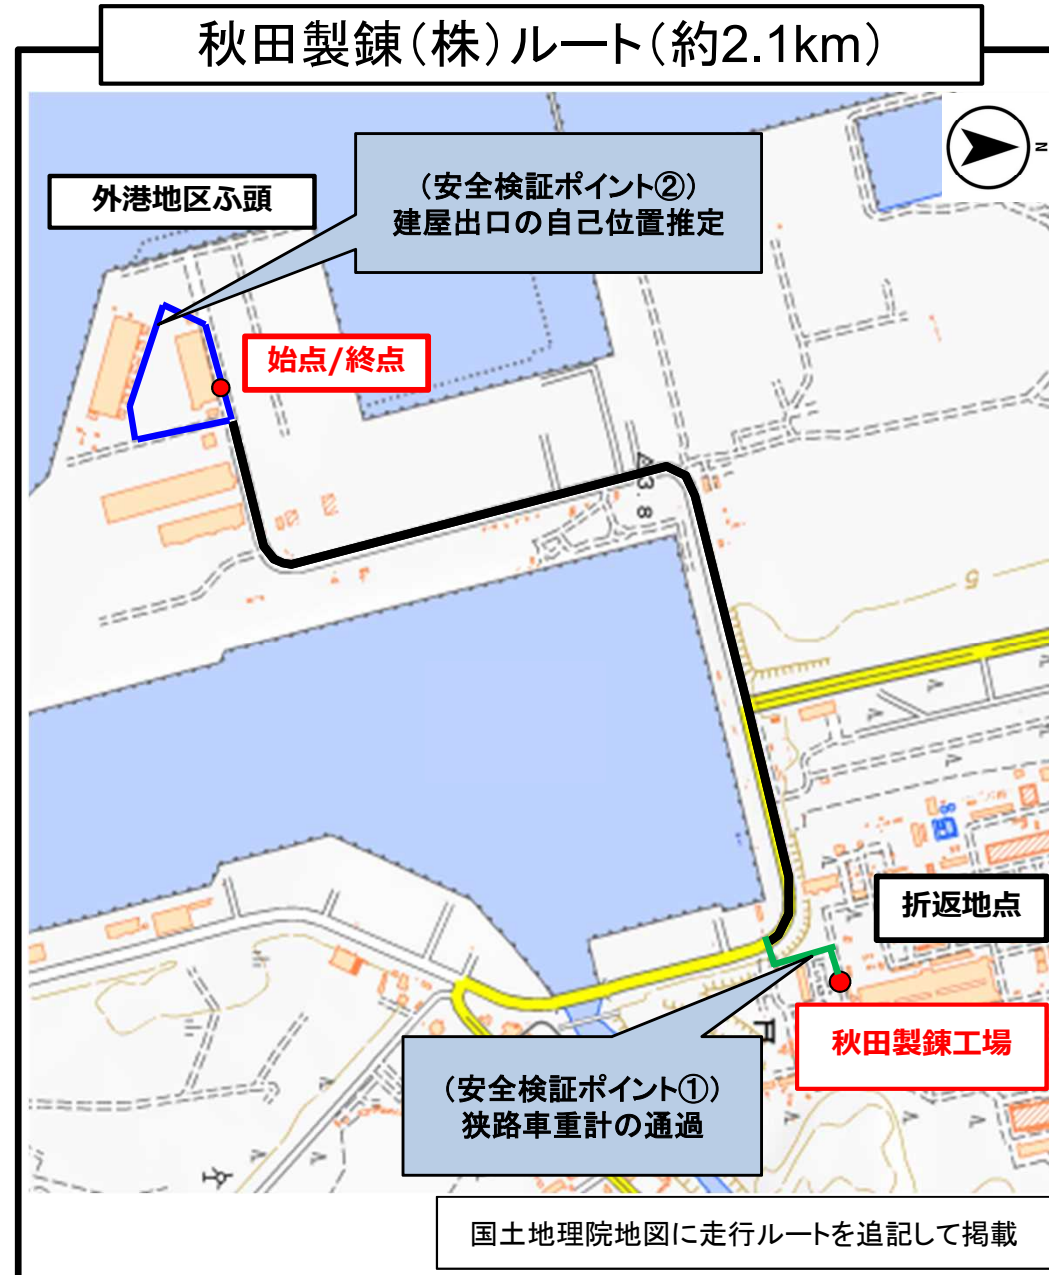 秋田製錬(株)ルート(約2.1km)
N
(安全検証ポイント②)
建屋出口の自己位置推定
外港地区ふ頭
始点/終点
3.8
5
折返地点
秋田製錬工場
(安全検証ポイント①)
狭路車重計の通過
国土地理院地図に走行ルートを追記して掲載